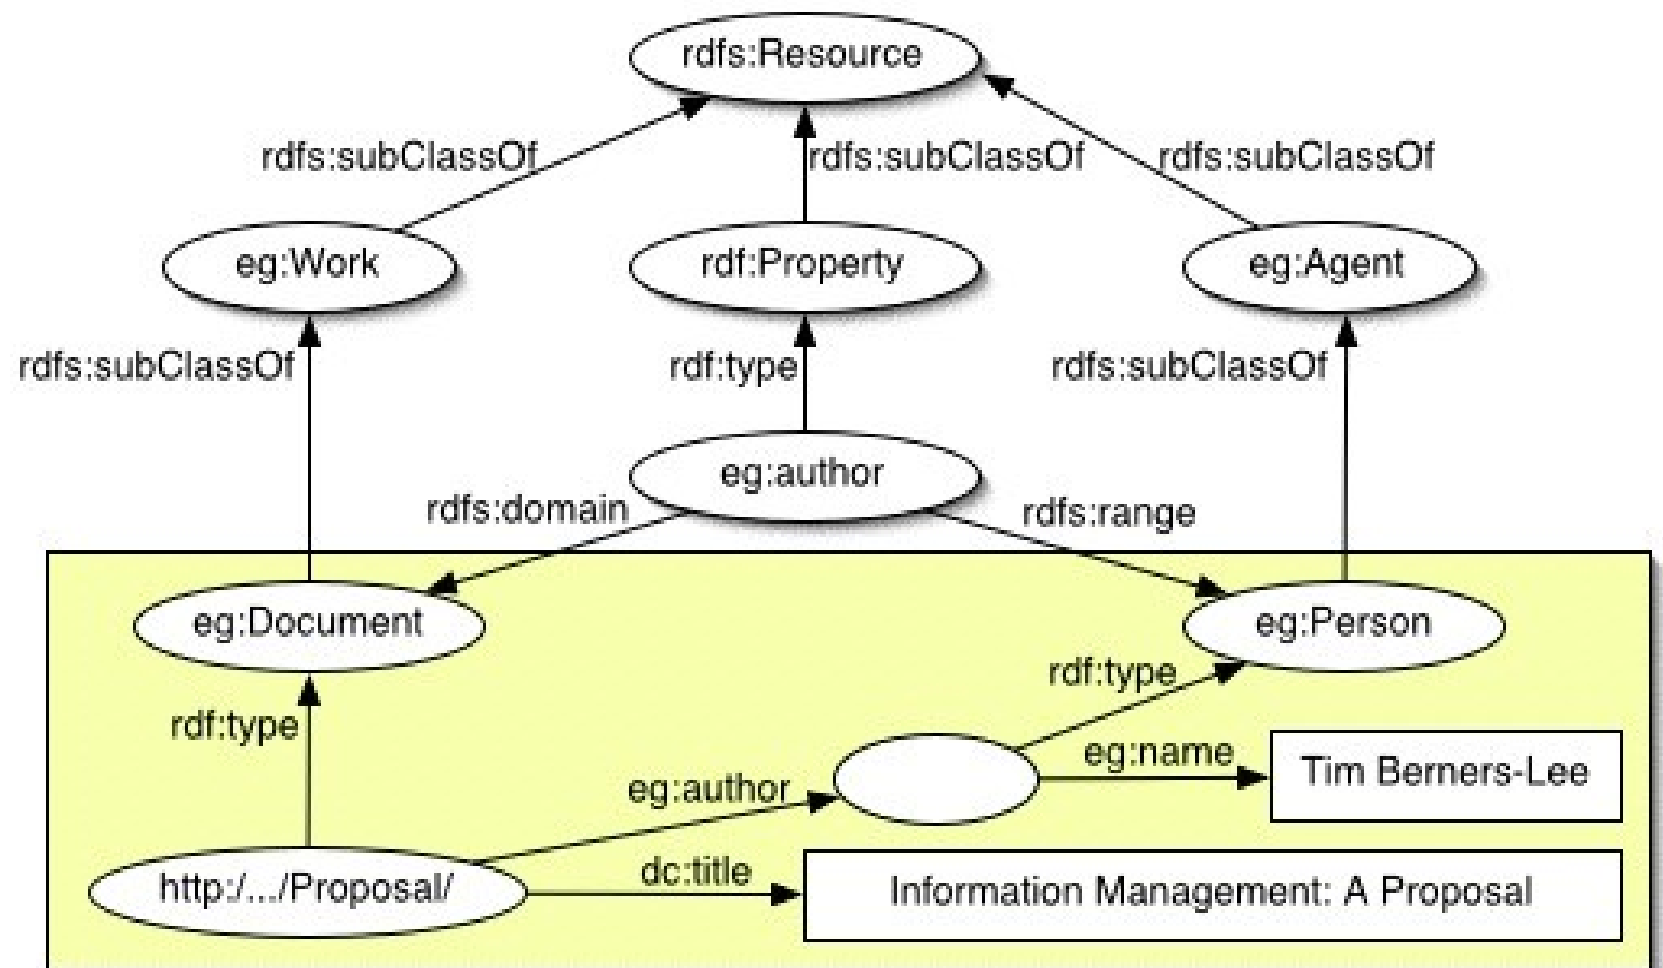 rdfs:Resource
rdfs:subClassOf
rdfs:subClassOf
rdfs:subClassOf
eg:Work
rdf:Property
eg:Agent
rdfs:subClassOf
rdf:type
rdfs:subClassOf
eg:author
rdfs:domain
rdfs:range
eg:Document
eg:Person
rdf:type
rdf:type
eg:name
Tim Berners-Lee
eg:author
dc:title
http:/.../Proposal/
Information Management: A Proposal